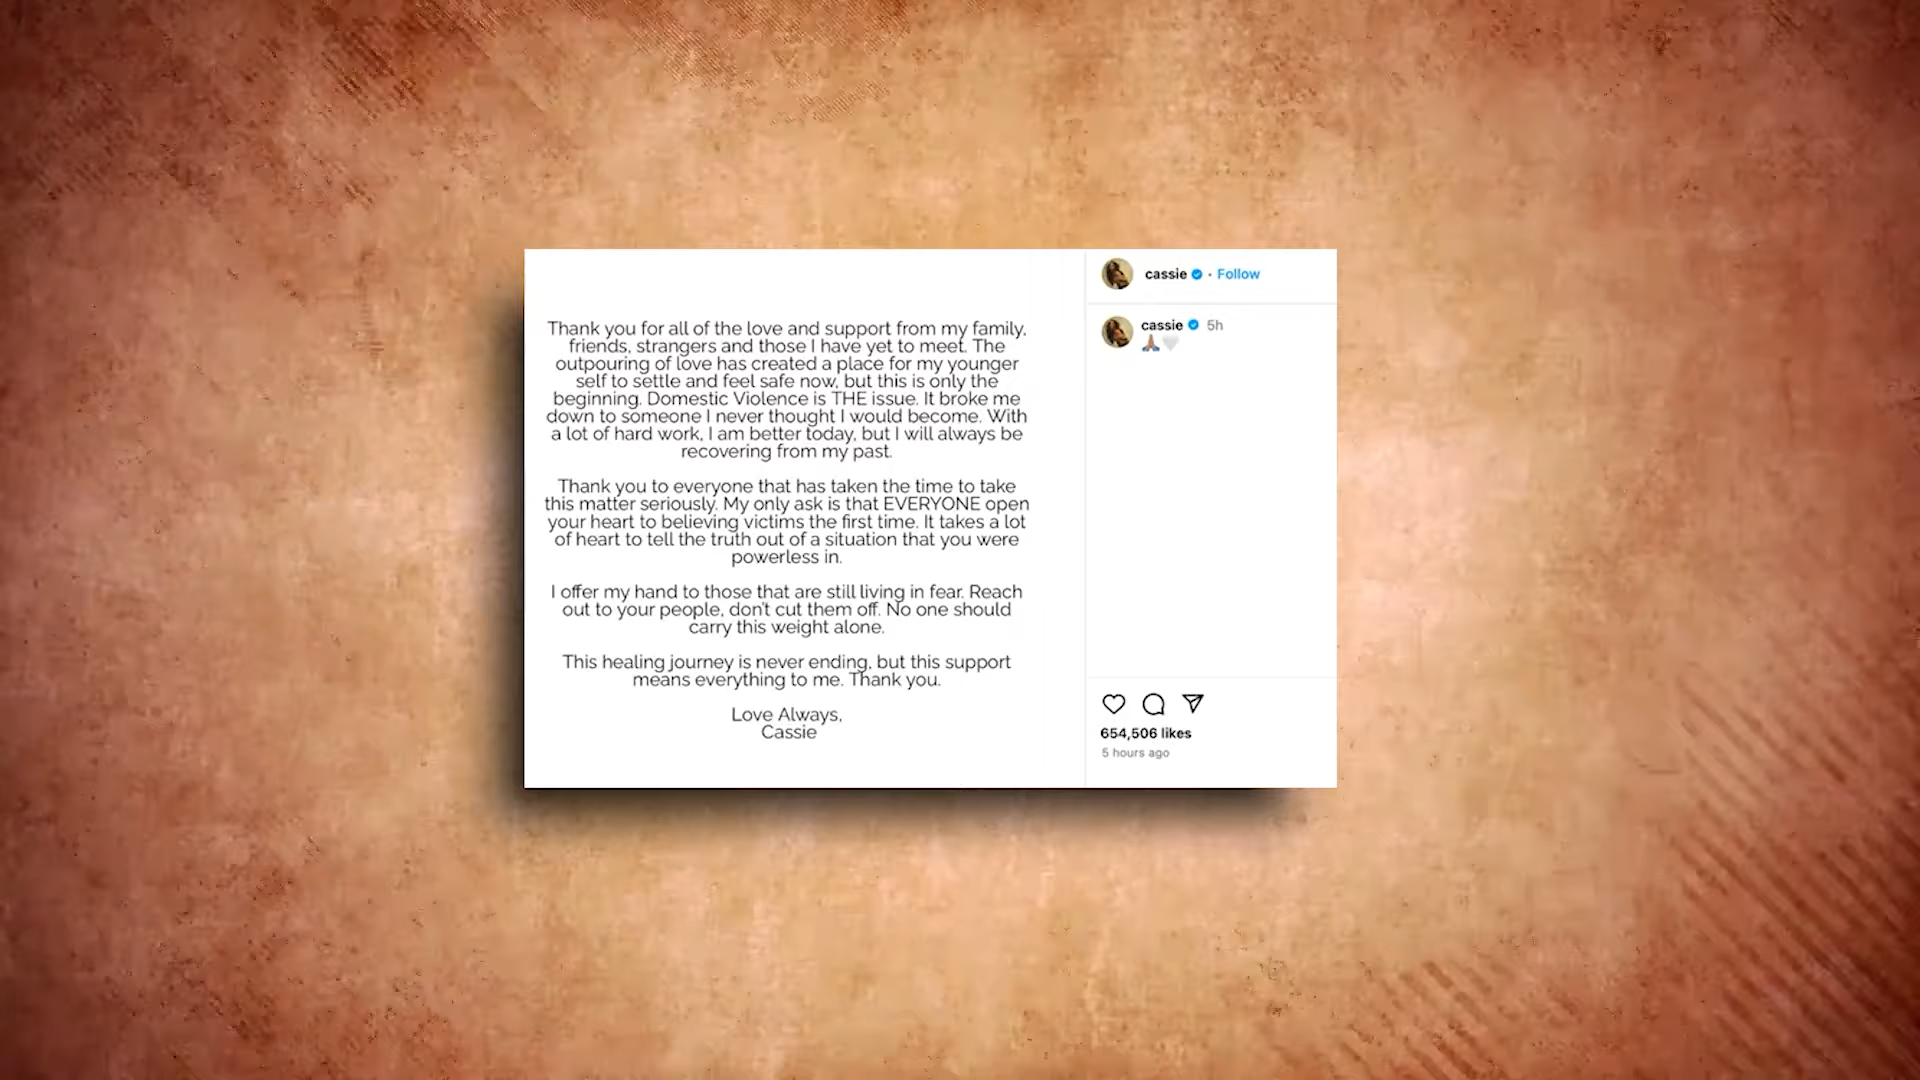 Thank you for all of the love and support from my family,
friends, strangers and those I have yet to meet. The
outpouring of love has created a place for my younger
self to settle and feel safe now, but this is only the
beginning. Domestic Violence is THE issue. It broke me
down to someone I never thought I would become. With
a lot of hard work, I am better today, but I will always be
recovering from my past.
Thank you to everyone that has taken the time to take
this matter seriously. My only ask is that EVERYONE open
your heart to believing victims the first time. It takes a lot
of heart to tell the truth out of a situation that you were
powerless in.
I offer my hand to those that are still living in fear. Reach
out to your people, don't cut them off. No one should
carry this weight alone.
This healing journey is never ending, but this support
means everything to me. Thank you.
Love Always,
Cassie
cassie • Follow
cassie 5h
🙏🏽🤍
654,506 likes
5 hours ago